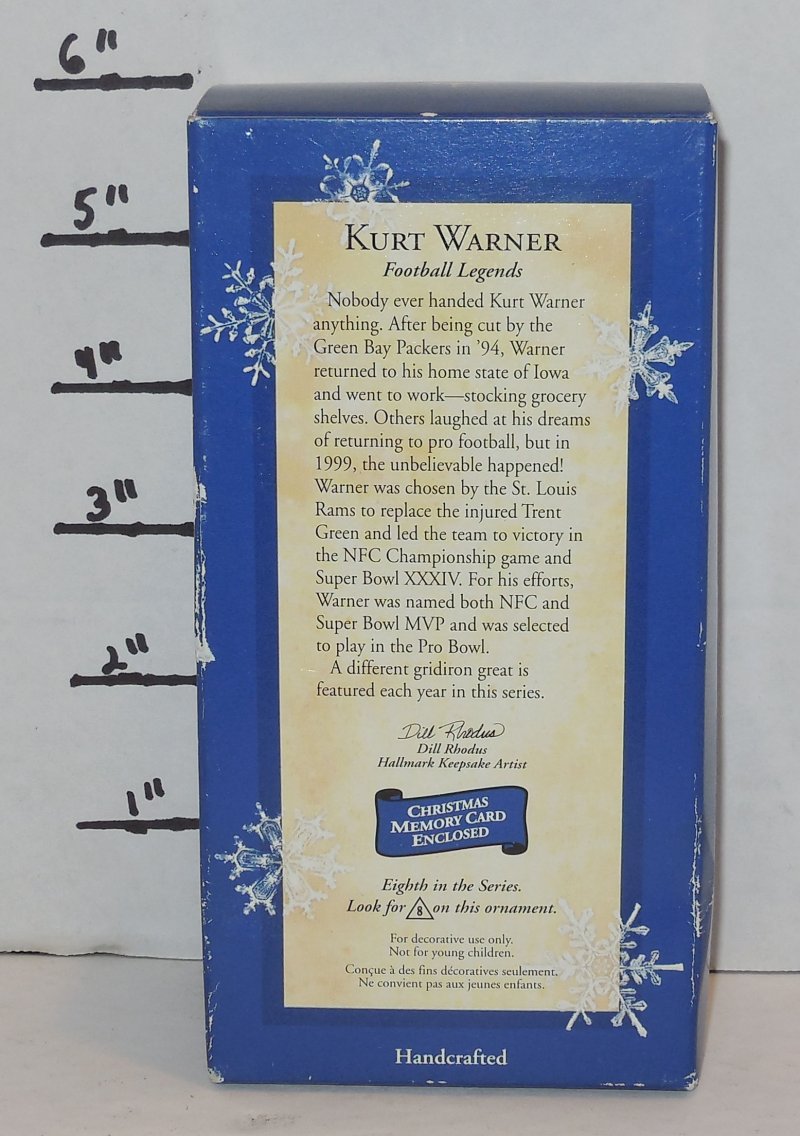 6"
5"
4"
3"
2"
1"
KURT WARNER
Football Legends
Nobody ever handed Kurt Warner
anything. After being cut by the
Green Bay Packers in ’94, Warner
returned to his home state of Iowa
and went to work—stocking grocery
shelves. Others laughed at his dreams
of returning to pro football, but in
1999, the unbelievable happened!
Warner was chosen by the St. Louis
Rams to replace the injured Trent
Green and led the team to victory in
the NFC Championship game and
Super Bowl XXXIV. For his efforts,
Warner was named both NFC and
Super Bowl MVP and was selected
to play in the Pro Bowl.
A different gridiron great is
featured each year in this series.
Dill Rhodus
Dill Rhodus
Hallmark Keepsake Artist
CHRISTMAS
MEMORY CARD
ENCLOSED
Eighth in the Series.
Look for 8 on this ornament.
For decorative use only.
Not for young children.
Conçue à des fins décoratives seulement.
Ne convient pas aux jeunes enfants.
Handcrafted